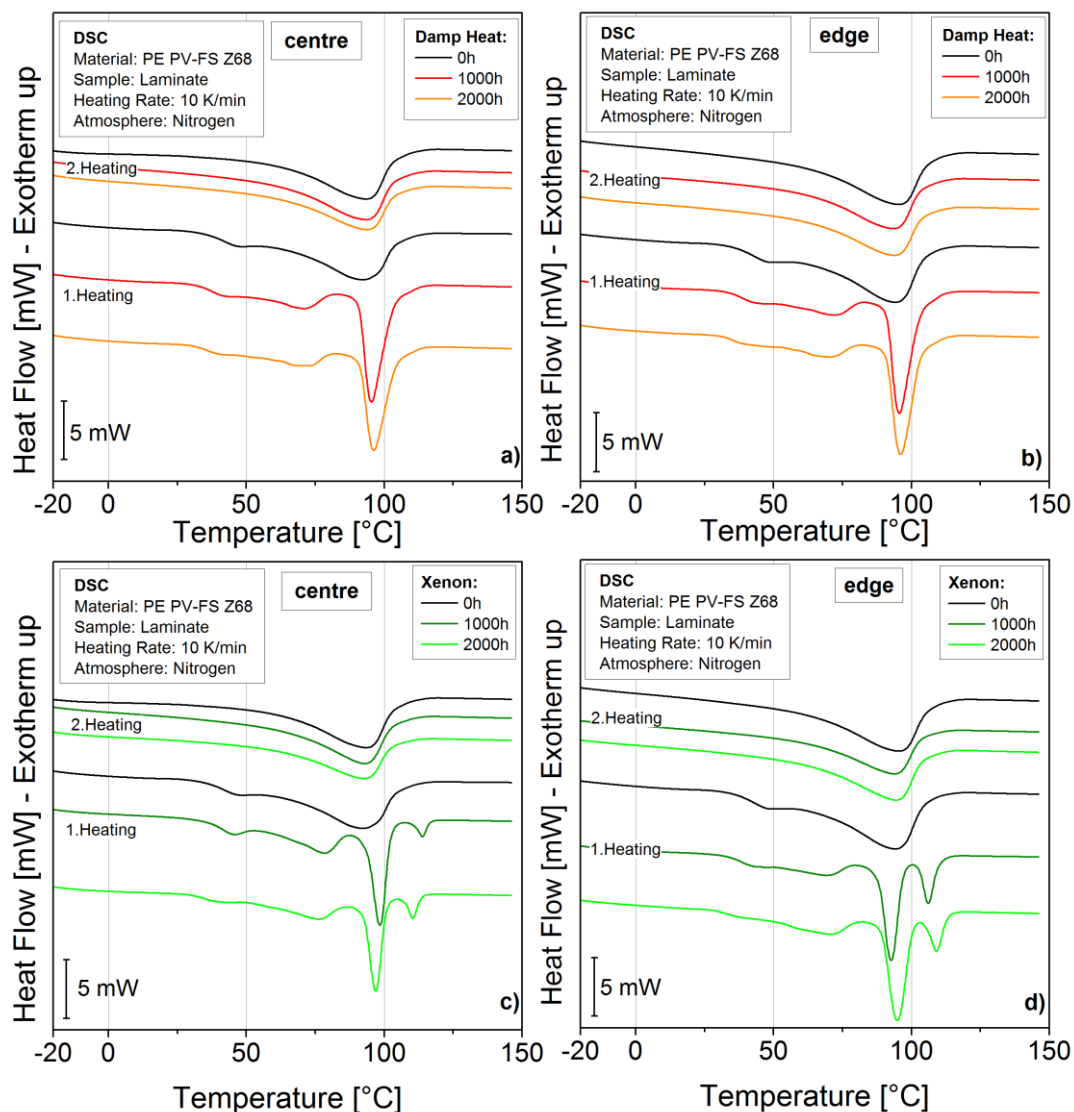 Heat Flow [mW] - Exotherm up
DSC
Material: PE PV-FS Z68
Sample: Laminate
Heating Rate: 10 K/min
Atmosphere: Nitrogen
centre
Damp Heat:
0h
1000h
2000h
2.Heating
1.Heating
5 mW
a)
-20 0 50 100 150
Temperature [°C]
Heat Flow [mW] - Exotherm up
DSC
Material: PE PV-FS Z68
Sample: Laminate
Heating Rate: 10 K/min
Atmosphere: Nitrogen
edge
Damp Heat:
0h
1000h
2000h
2.Heating
1.Heating
5 mW
b)
-20 0 50 100 150
Temperature [°C]
Heat Flow [mW] - Exotherm up
DSC
Material: PE PV-FS Z68
Sample: Laminate
Heating Rate: 10 K/min
Atmosphere: Nitrogen
centre
Xenon:
0h
1000h
2000h
2.Heating
1.Heating
5 mW
c)
-20 0 50 100 150
Temperature [°C]
Heat Flow [mW] - Exotherm up
DSC
Material: PE PV-FS Z68
Sample: Laminate
Heating Rate: 10 K/min
Atmosphere: Nitrogen
edge
Xenon:
0h
1000h
2000h
2.Heating
1.Heating
5 mW
d)
-20 0 50 100 150
Temperature [°C]